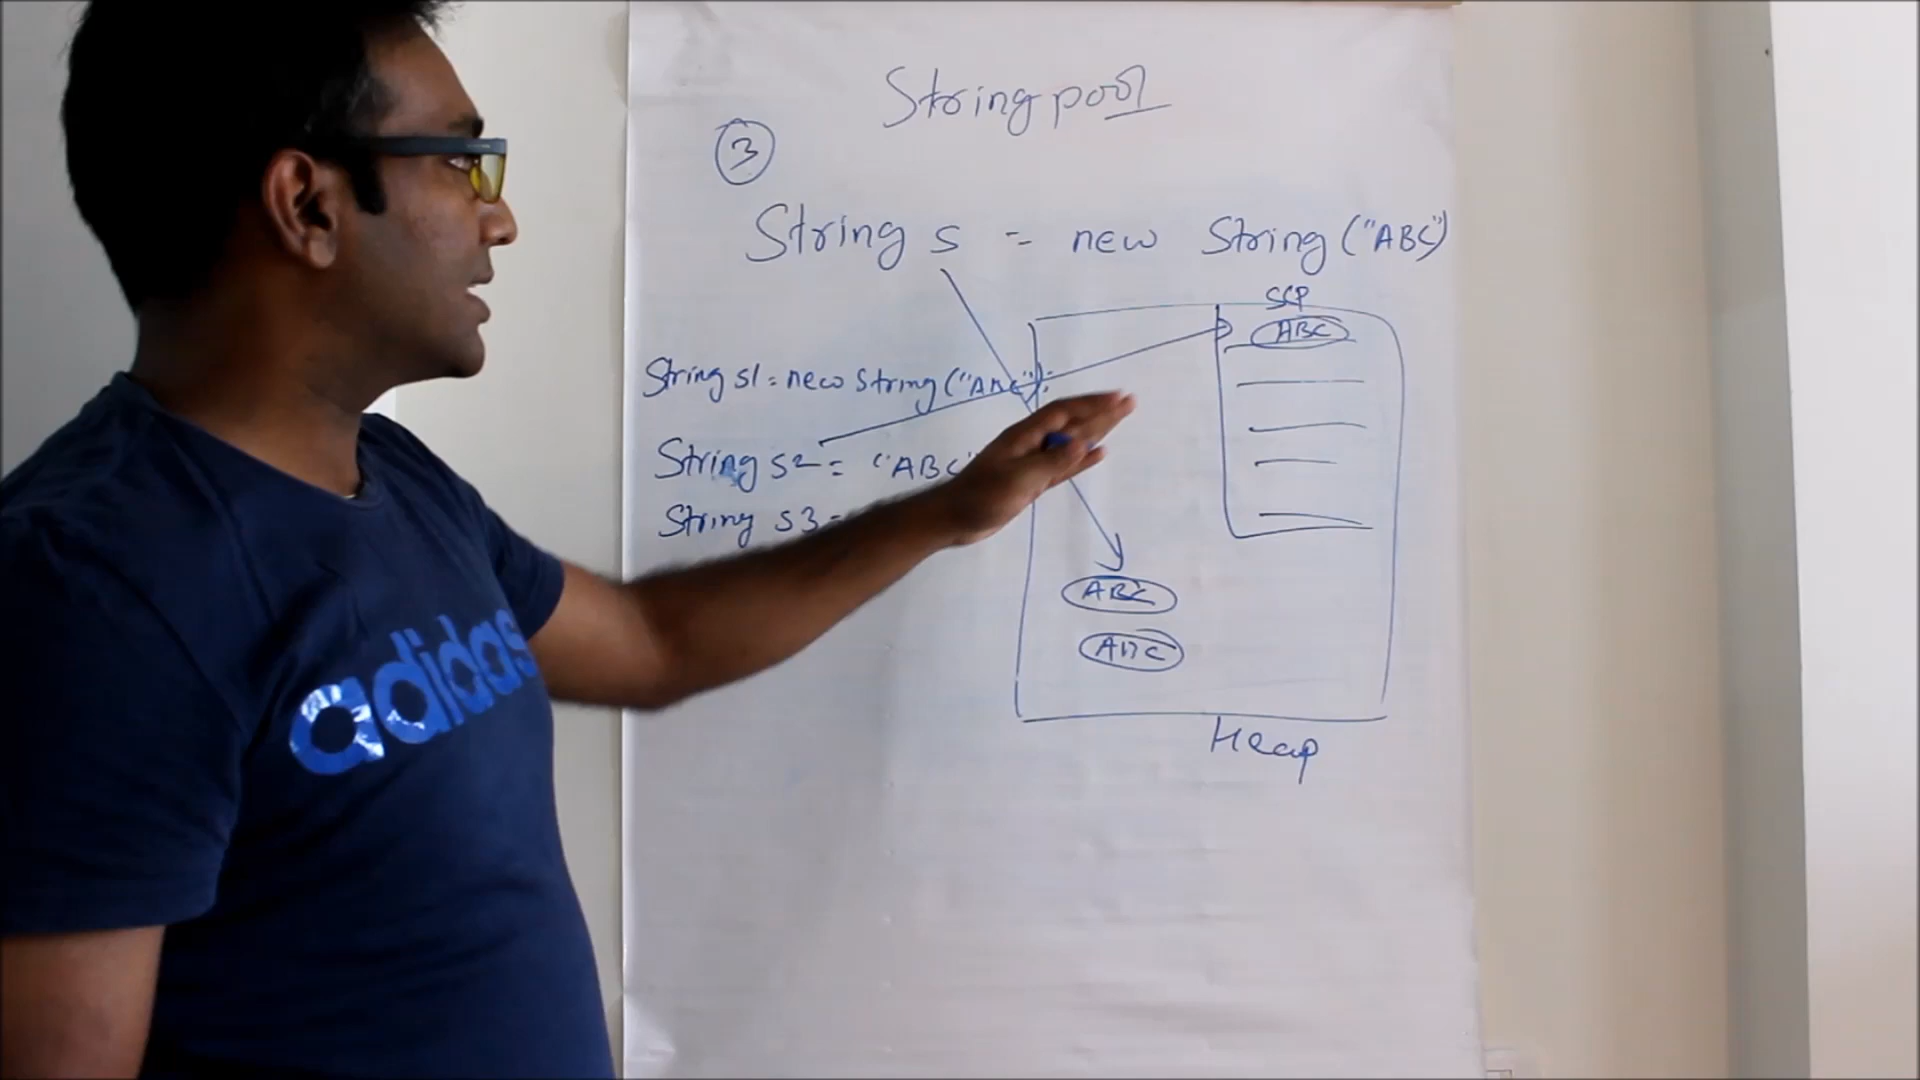 String pool
3
String s = new String ("ABC")
SCP
ABC
String s1 = new String ("ABC");
String s2 = "ABC"
String s3 =
ABC
ABC
Heap
adidas